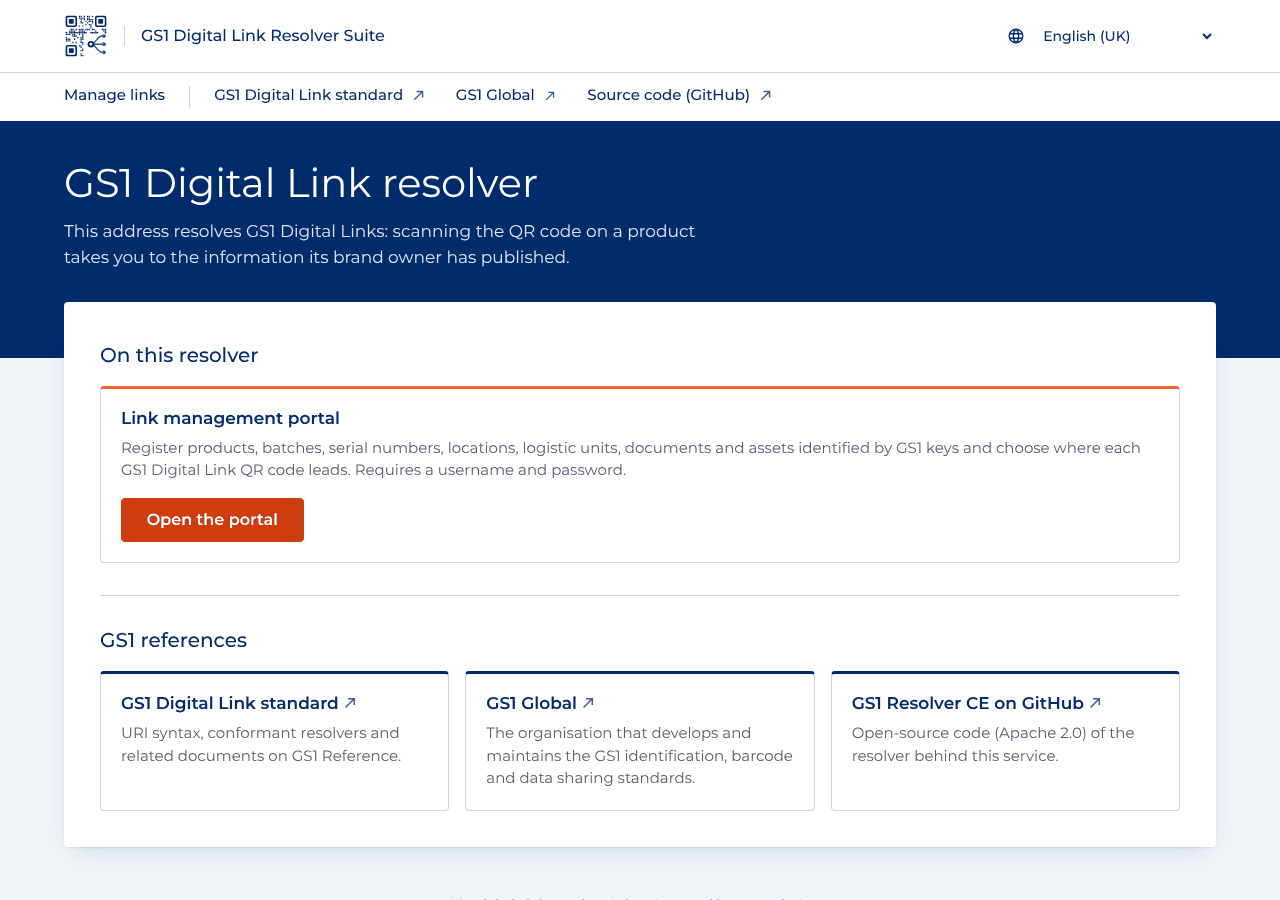 GS1 Digital Link Resolver Suite
English (UK)
Manage links
GS1 Digital Link standard
GS1 Global
Source code (GitHub)
GS1 Digital Link resolver
This address resolves GS1 Digital Links: scanning the QR code on a product
takes you to the information its brand owner has published.
On this resolver
Link management portal
Register products, batches, serial numbers, locations, logistic units, documents and assets identified by GS1 keys and choose where each
GS1 Digital Link QR code leads. Requires a username and password.
Open the portal
GS1 references
GS1 Digital Link standard
URI syntax, conformant resolvers and
related documents on GS1 Reference.
GS1 Global
The organisation that develops and
maintains the GS1 identification, barcode
and data sharing standards.
GS1 Resolver CE on GitHub
Open-source code (Apache 2.0) of the
resolver behind this service.